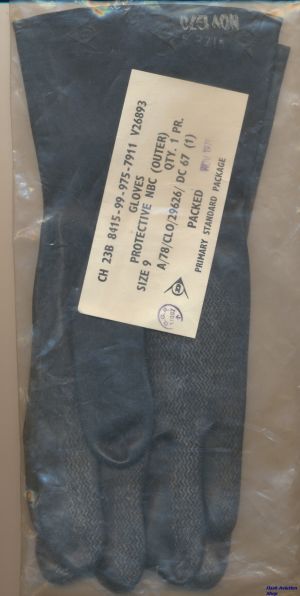 CH 23B 8415-99-975-7911 V26893
GLOVES
PROTECTIVE NBC (OUTER)
SIZE 9 QTY. 1 PR.
A/78/CLO/29626/ DC 67 (1)
PACKED
PRIMARY STANDARD PACKAGE